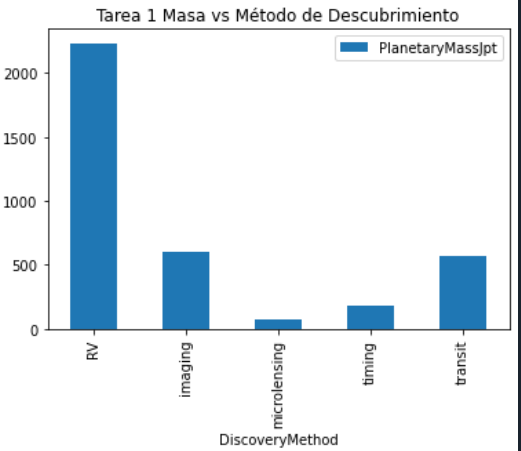 Tarea 1 Masa vs Método de Descubrimiento
PlanetaryMassJpt
2000
1500
1000
500
0
RV
imaging
microlensing
timing
transit
DiscoveryMethod